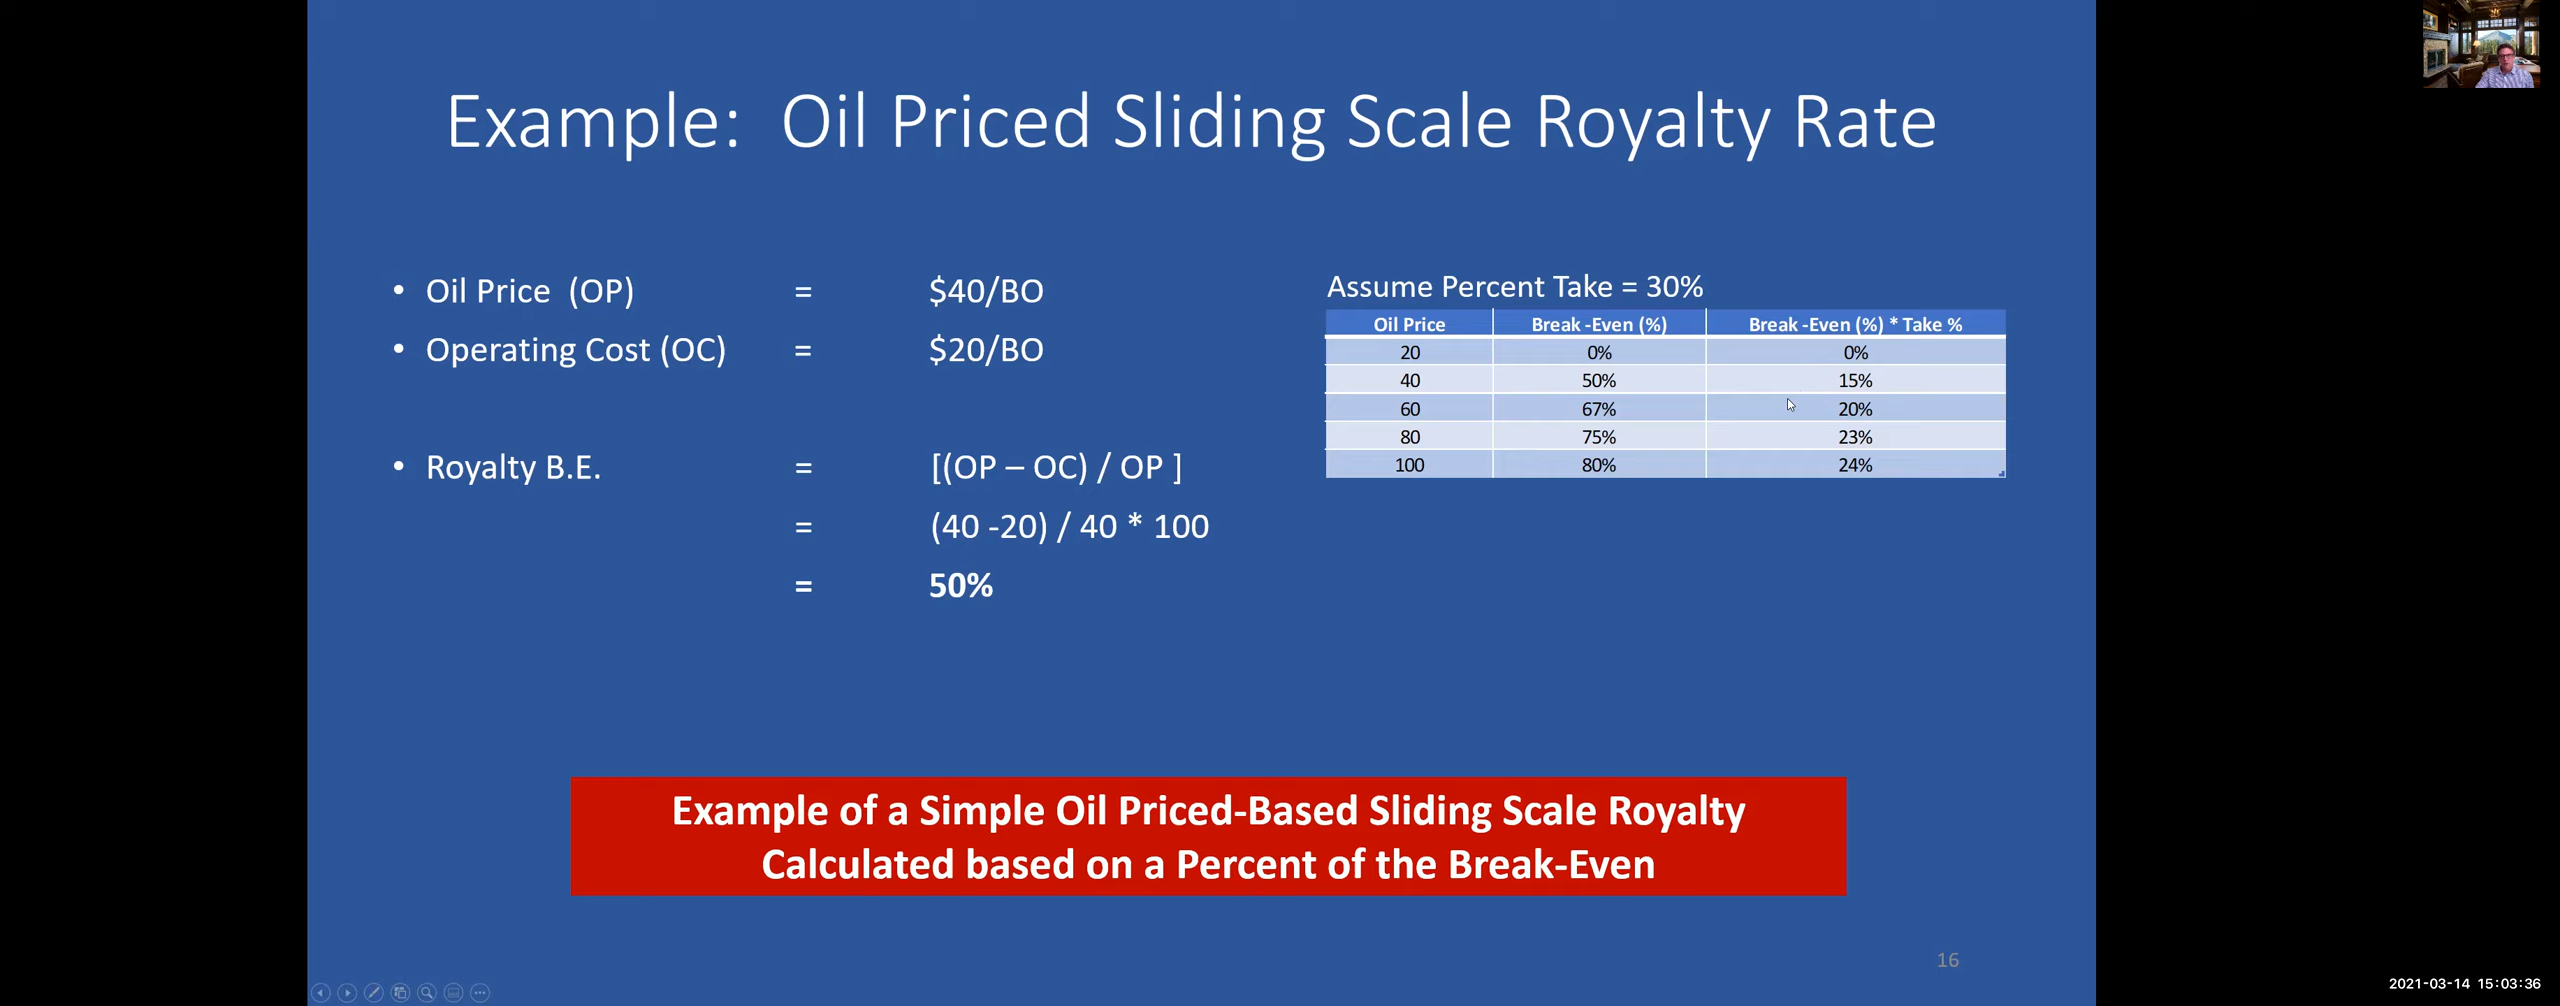 Example: Oil Priced Sliding Scale Royalty Rate
• Oil Price (OP) = $40/BO
• Operating Cost (OC) = $20/BO
• Royalty B.E. = [(OP – OC) / OP ]
= (40 -20) / 40 * 100
= 50%
Assume Percent Take = 30%
Oil Price Break -Even (%) Break -Even (%) * Take %
20 0% 0%
40 50% 15%
60 67% 20%
80 75% 23%
100 80% 24%
Example of a Simple Oil Priced-Based Sliding Scale Royalty
Calculated based on a Percent of the Break-Even
16
2021-03-14 15:03:36